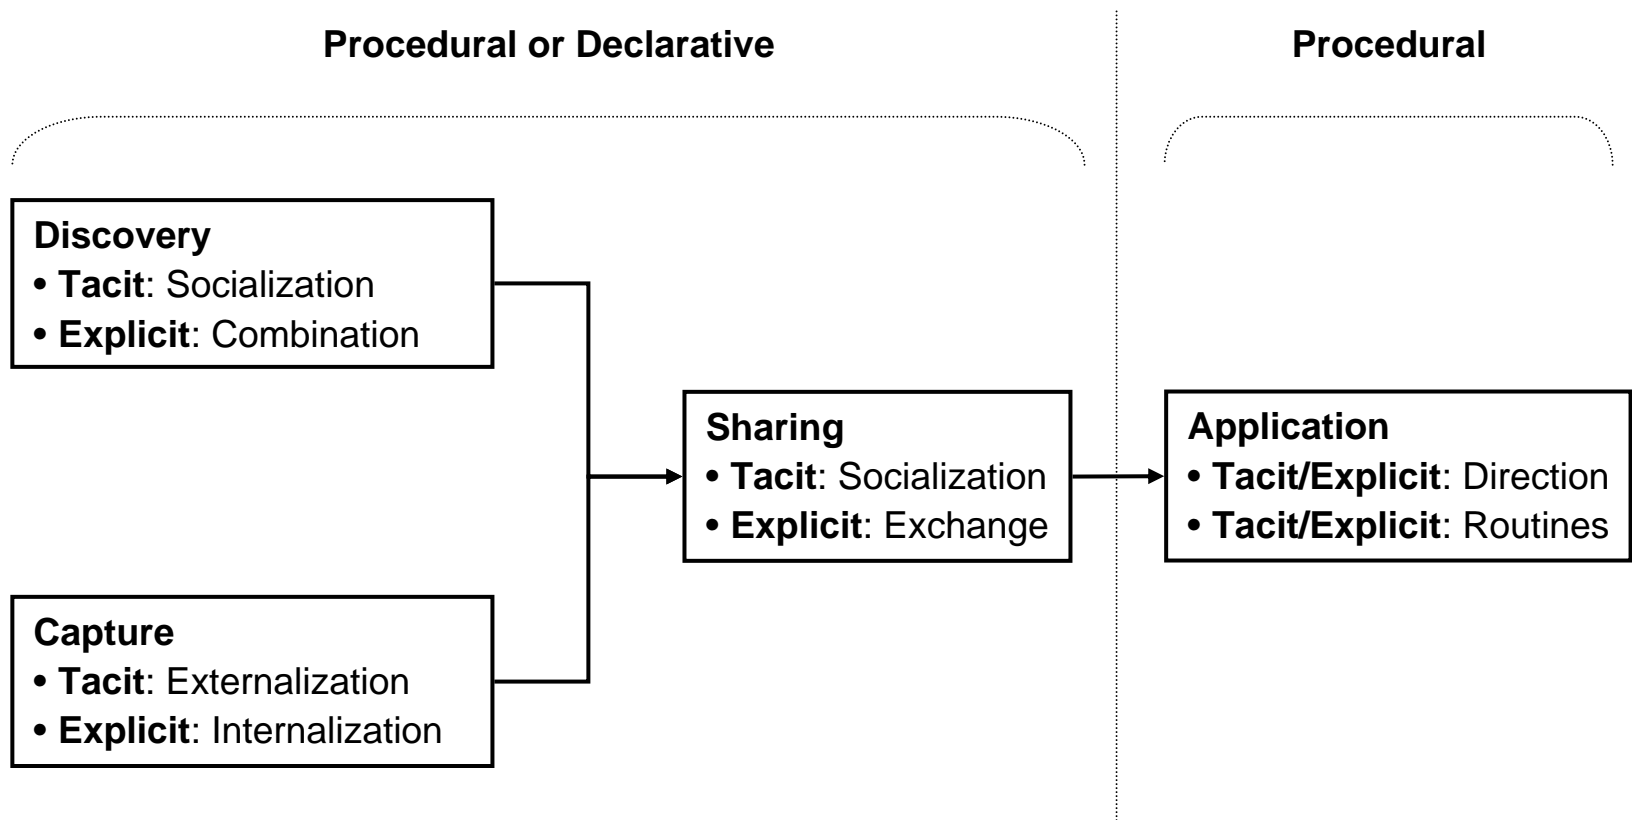 Procedural or Declarative
Procedural
Discovery
• Tacit: Socialization
• Explicit: Combination
Sharing
• Tacit: Socialization
• Explicit: Exchange
Application
• Tacit/Explicit: Direction
• Tacit/Explicit: Routines
Capture
• Tacit: Externalization
• Explicit: Internalization